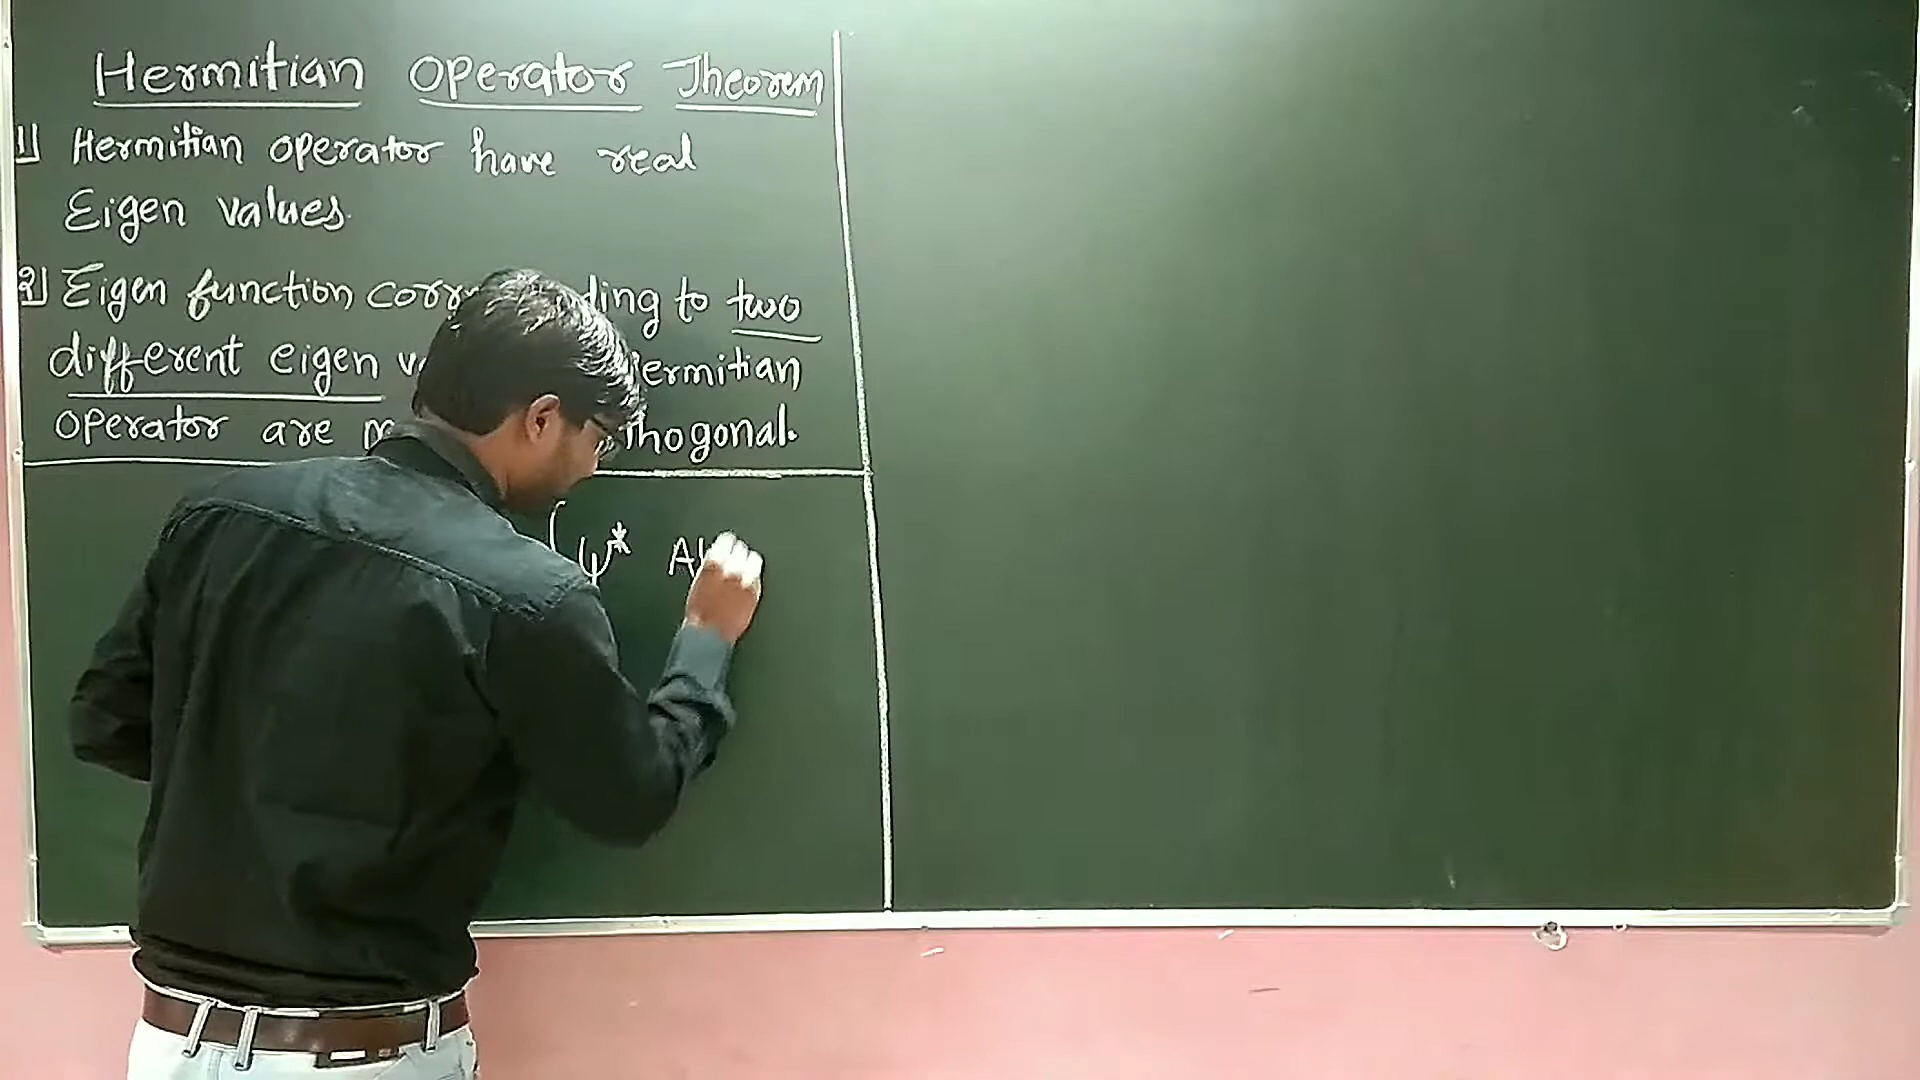 Hermitian Operator Theorem
1] Hermitian operator have real
Eigen values.
2] Eigen function ding to two
different eigen ermitian
operator are thogonal.
∫ψ* A